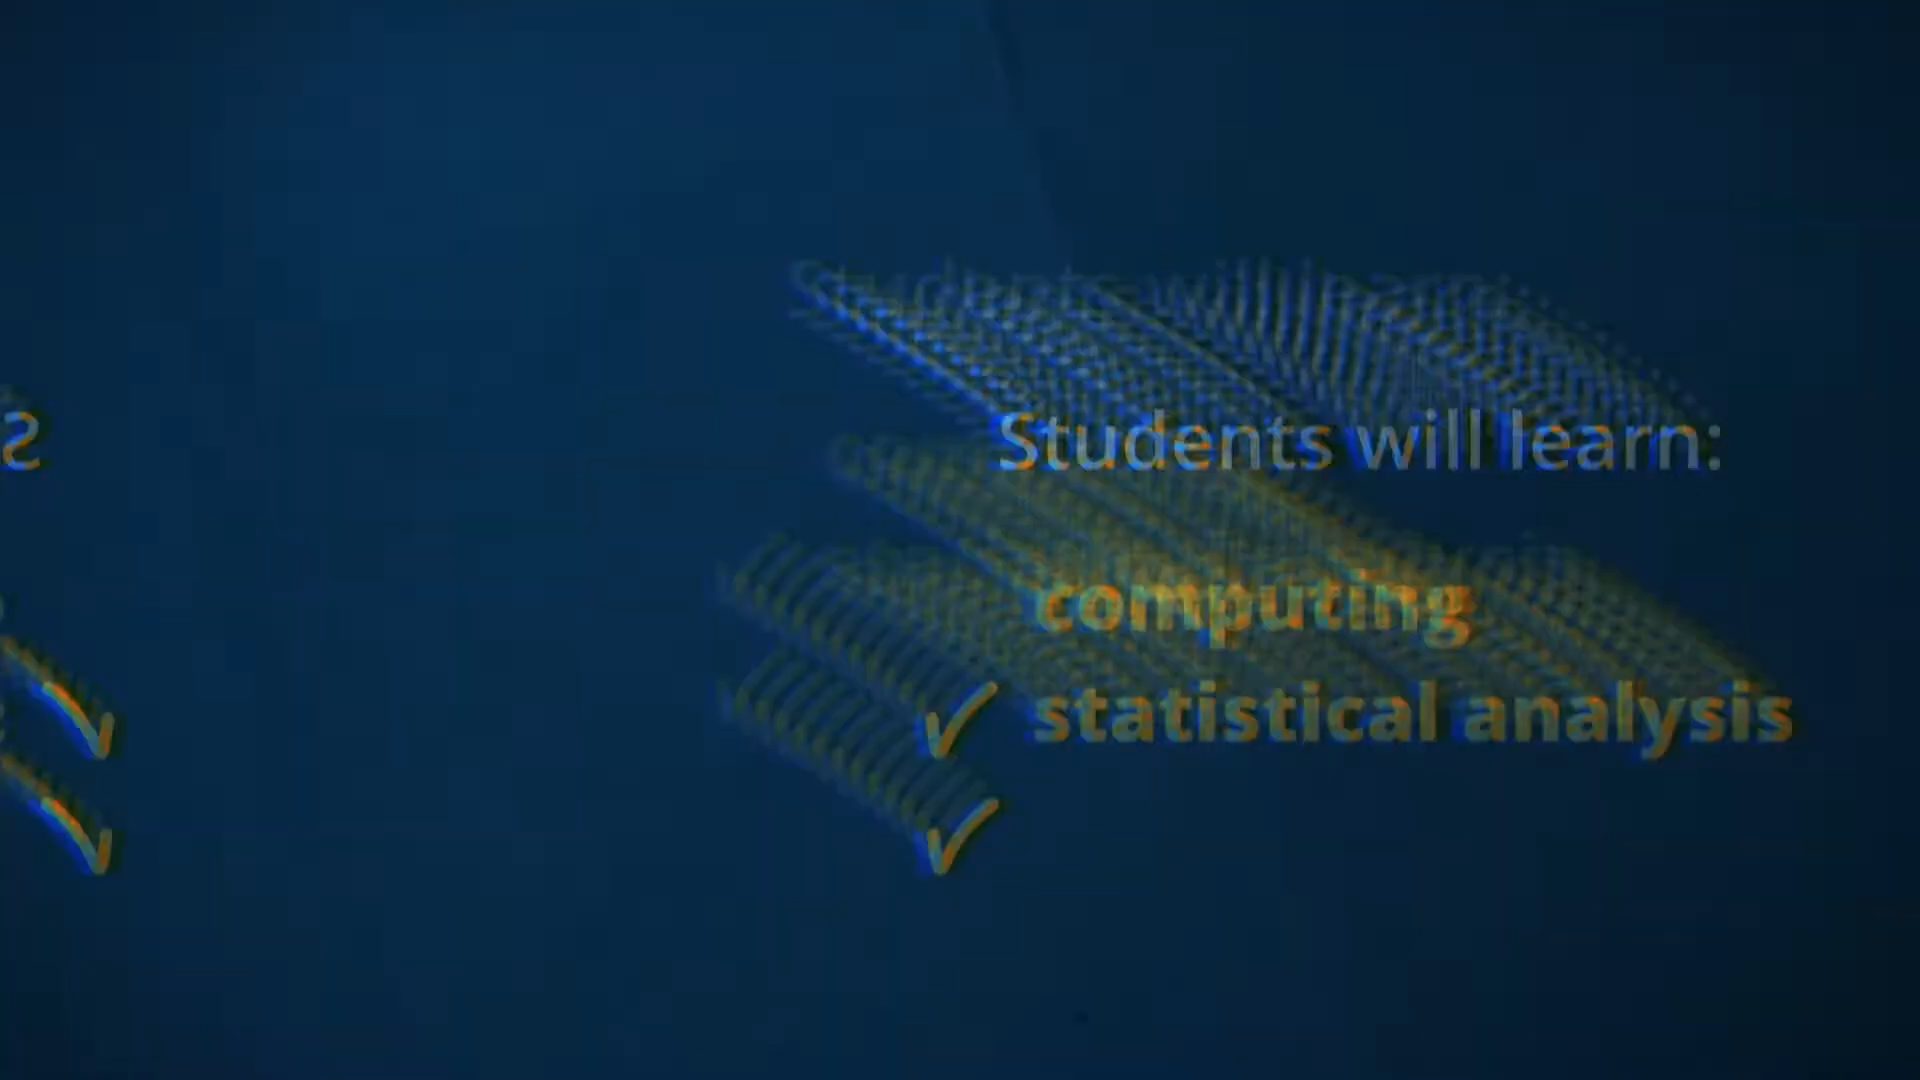 Students will learn:
computing
✓ statistical analysis
✓